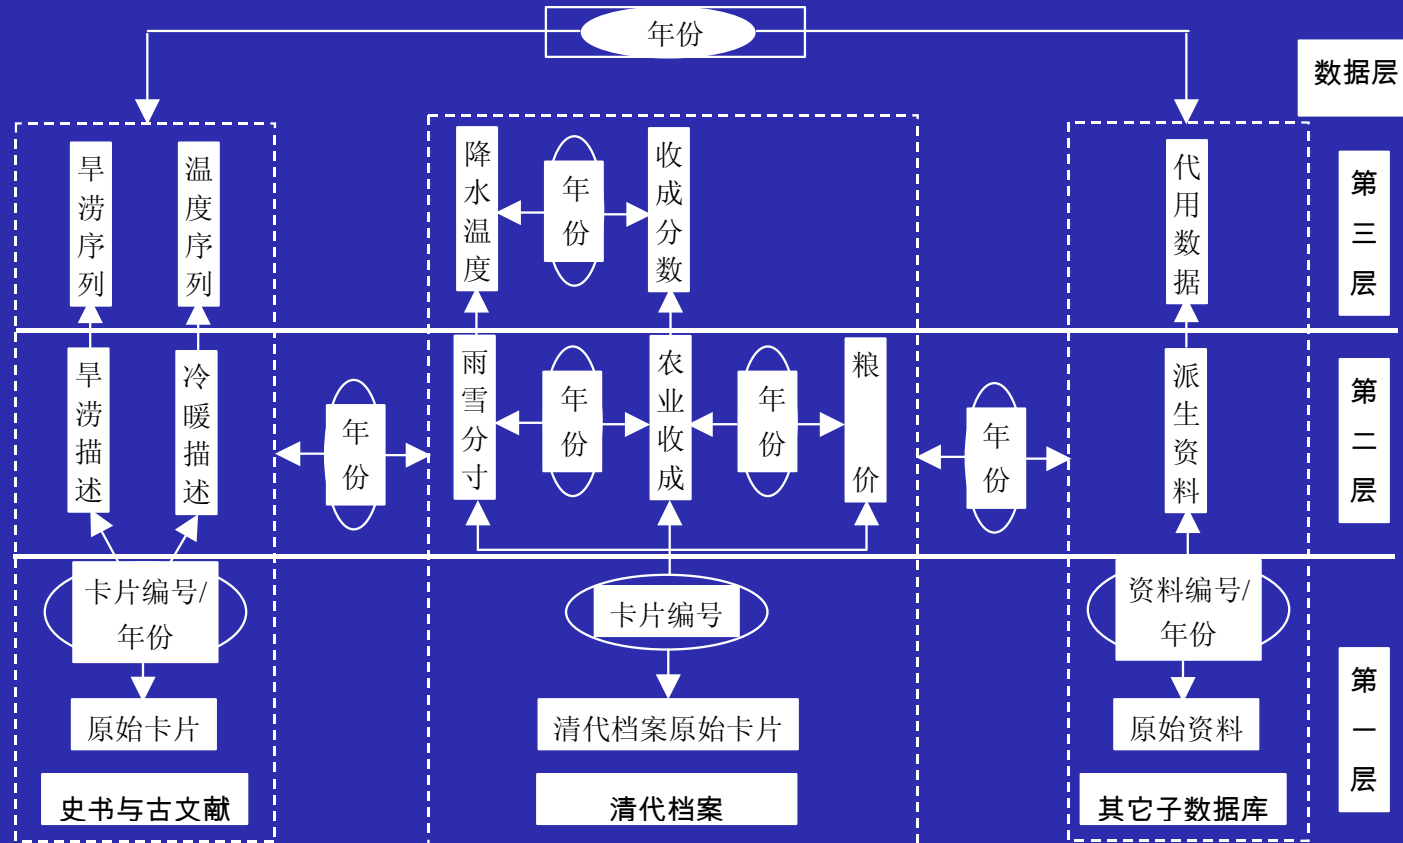 年份
数据层
旱涝序列
温度序列
降水温度
年份
收成分数
代用数据
第三层
旱涝描述
冷暖描述
年份
雨雪分寸
年份
农业收成
年份
粮价
年份
派生资料
第二层
卡片编号/
年份
卡片编号
资料编号/
年份
原始卡片
清代档案原始卡片
原始资料
第一层
史书与古文献
清代档案
其它子数据库